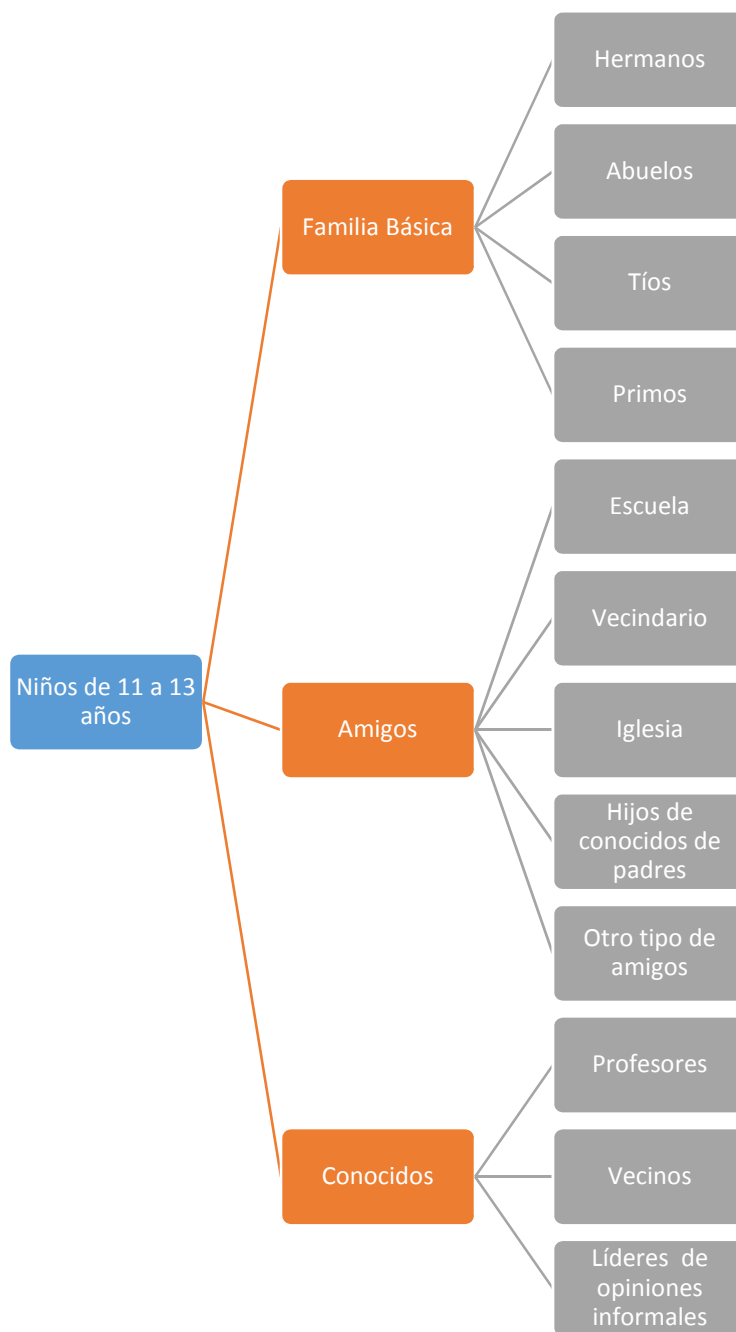 Niños de 11 a 13
años
Familia Básica
Hermanos
Abuelos
Tíos
Primos
Amigos
Escuela
Vecindario
Iglesia
Hijos de
conocidos de
padres
Otro tipo de
amigos
Conocidos
Profesores
Vecinos
Líderes de
opiniones
informales